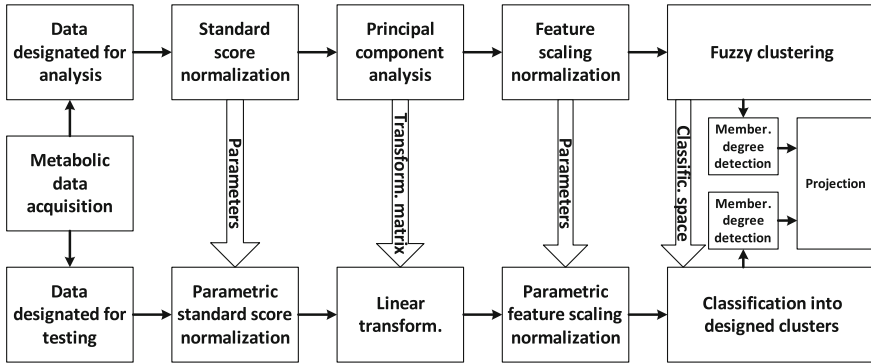 Data
designated for
analysis
Standard
score
normalization
Principal
component
analysis
Feature
scaling
normalization
Fuzzy clustering
Metabolic
data
acquisition
Parameters
Transform. matrix
Parameters
Classific. space
Member.
degree
detection
Member.
degree
detection
Projection
Data
designated for
testing
Parametric
standard score
normalization
Linear
transform.
Parametric
feature scaling
normalization
Classification into
designed clusters